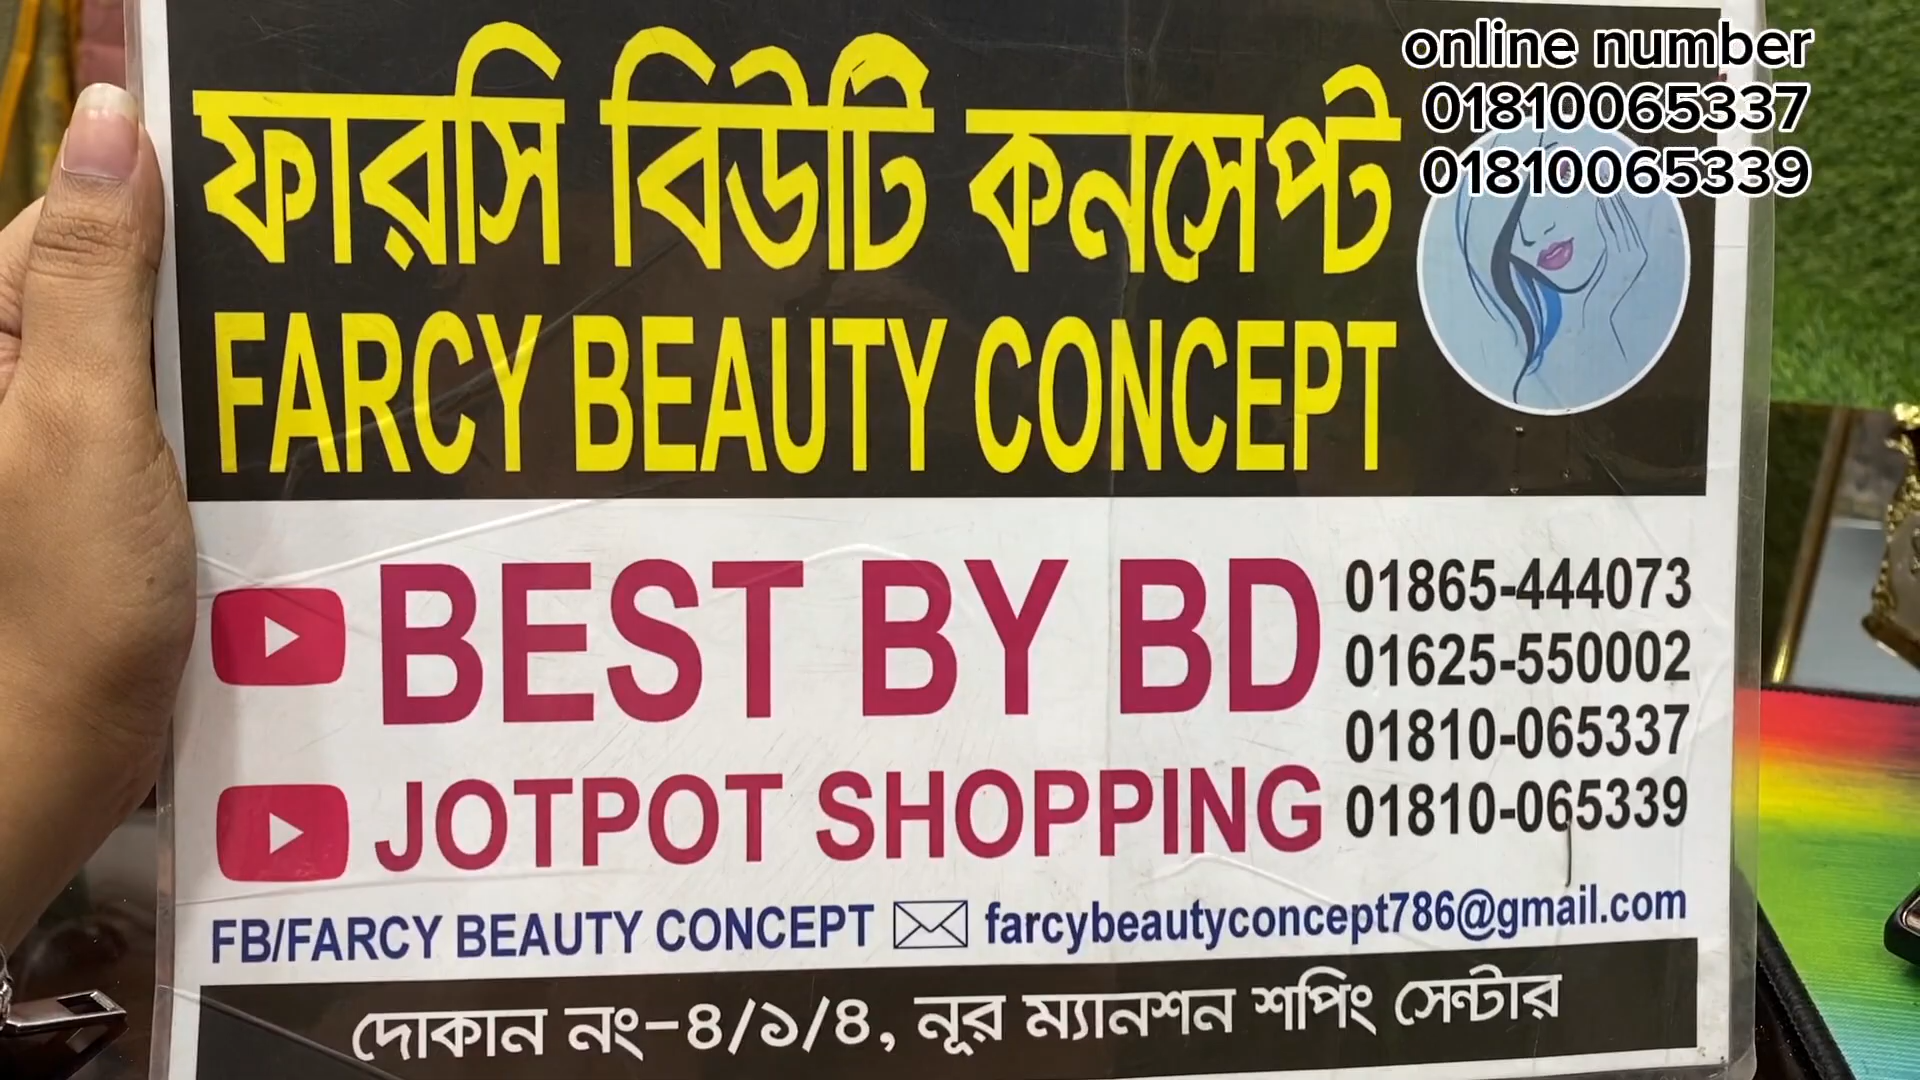 online number
01810065337
01810065339
ফারসি বিউটি কনসেপ্ট
FARCY BEAUTY CONCEPT
BEST BY BD
JOTPOT SHOPPING
01865-444073
01625-550002
01810-065337
01810-065339
FB/FARCY BEAUTY CONCEPT farcybeautyconcept786@gmail.com
দোকান নং-৪/১/৪, নূর ম্যানশন শপিং সেন্টার